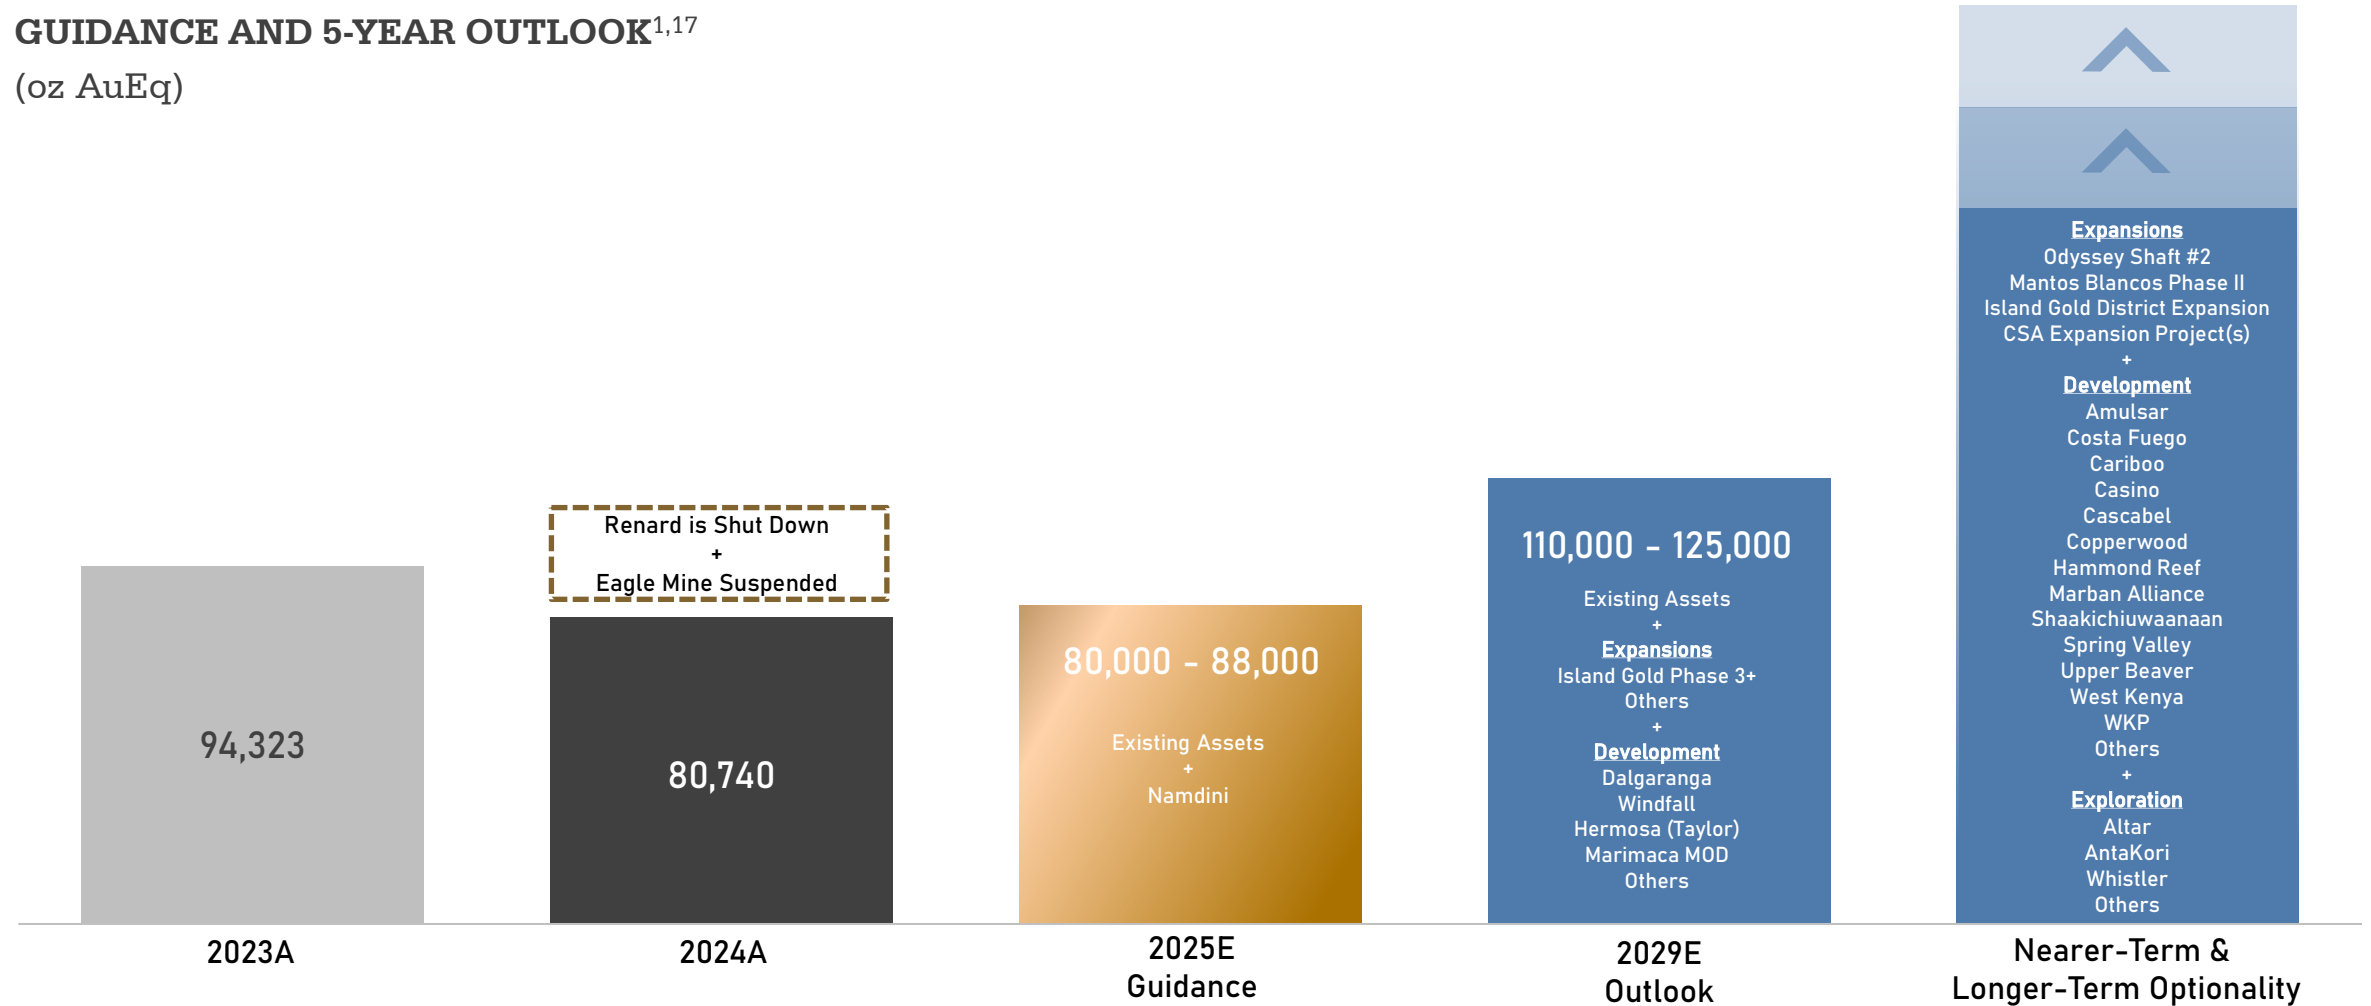 GUIDANCE AND 5-YEAR OUTLOOK1,17
(oz AuEq)
94,323
2023A
Renard is Shut Down
+
Eagle Mine Suspended
80,740
2024A
80,000 - 88,000
Existing Assets
+
Namdini
2025E
Guidance
110,000 - 125,000
Existing Assets
+
Expansions
Island Gold Phase 3+
Others
+
Development
Dalgaranga
Windfall
Hermosa (Taylor)
Marimaca MOD
Others
2029E
Outlook
Expansions
Odyssey Shaft #2
Mantos Blancos Phase II
Island Gold District Expansion
CSA Expansion Project(s)
+
Development
Amulsar
Costa Fuego
Cariboo
Casino
Cascabel
Copperwood
Hammond Reef
Marban Alliance
Shaakichiuwaanaan
Spring Valley
Upper Beaver
West Kenya
WKP
Others
+
Exploration
Altar
AntaKori
Whistler
Others
Nearer-Term &
Longer-Term Optionality